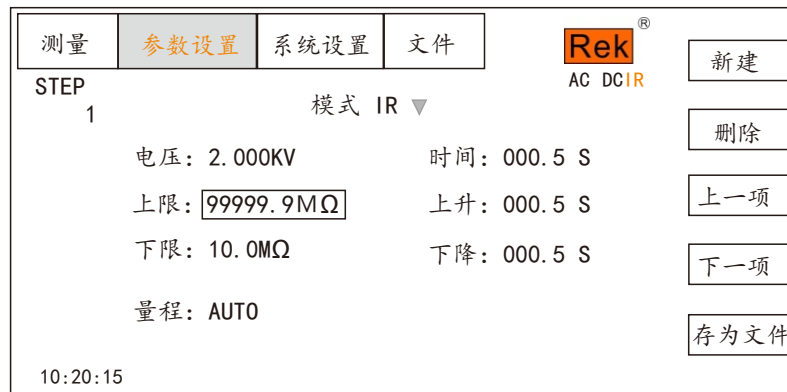 测量 参数设置 系统设置 文件
Rek®
AC DCIR
STEP
1
模式 IR
电压: 2.000KV
时间: 000.5 S
上限: 99999.9MΩ
上升: 000.5 S
下限: 10.0MΩ
下降: 000.5 S
量程: AUTO
10:20:15
新建
删除
上一项
下一项
存为文件